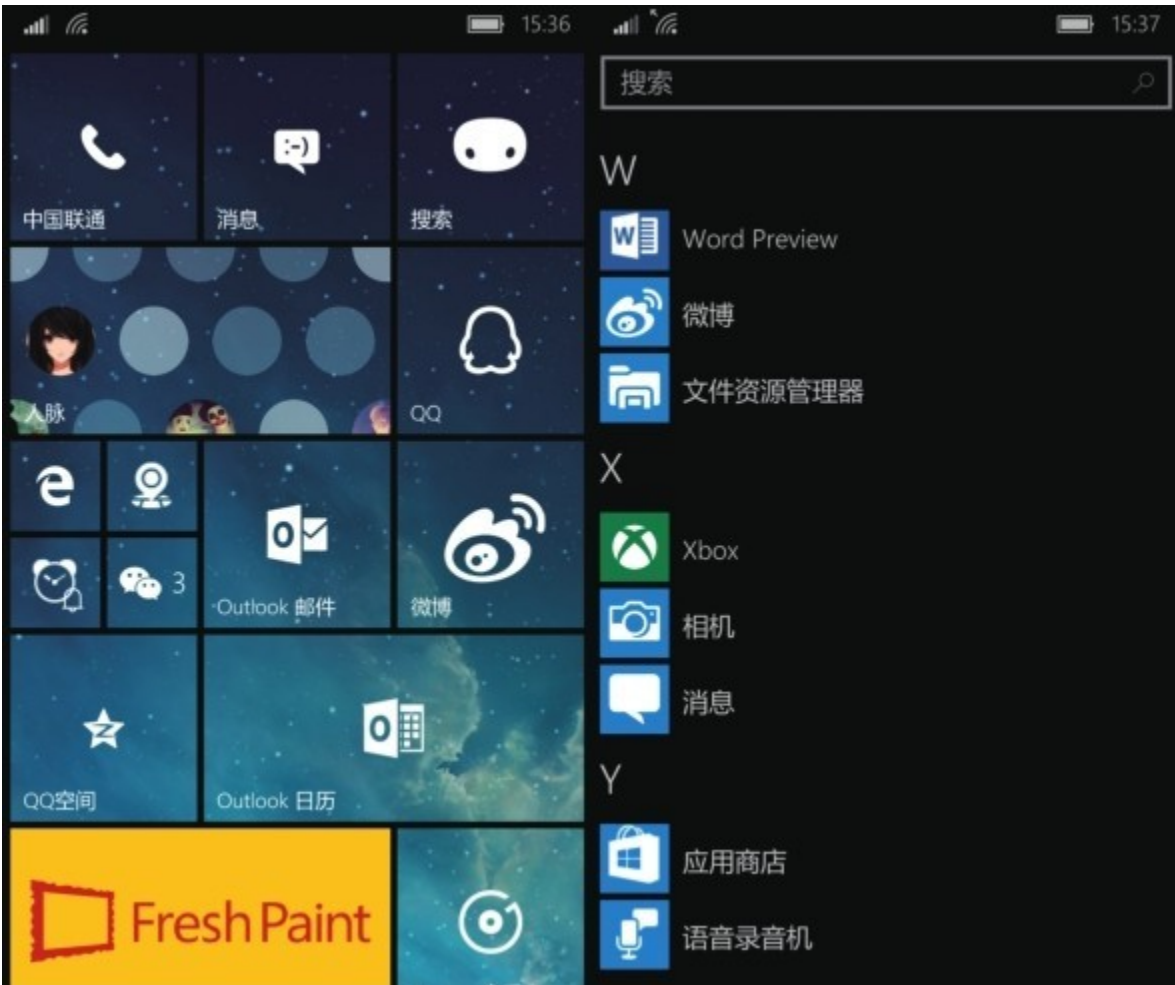 15:36
中国联通
消息
搜索
人脉
QQ
3
Outlook 邮件
微博
QQ空间
Outlook 日历
Fresh Paint
15:37
搜索
W
Word Preview
微博
文件资源管理器
X
Xbox
相机
消息
Y
应用商店
语音录音机